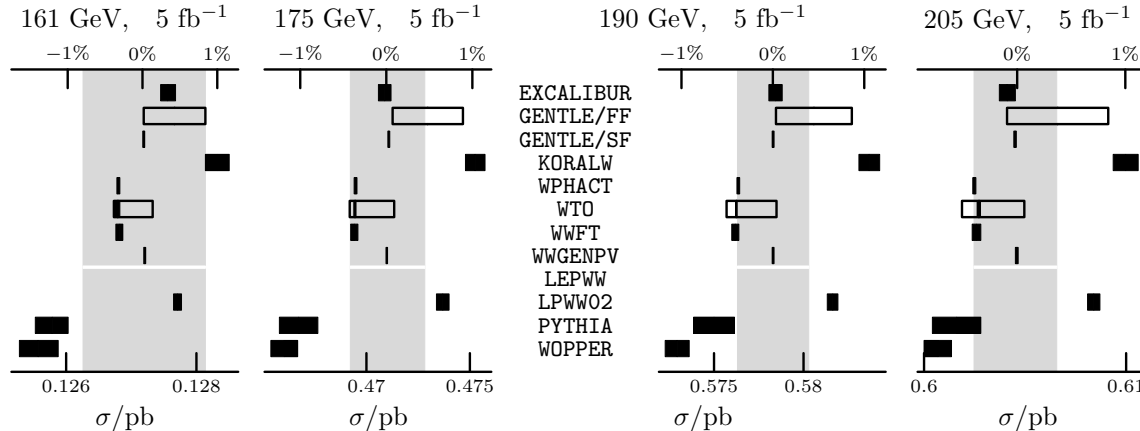 161 GeV, 5 fb⁻¹ 175 GeV, 5 fb⁻¹ 190 GeV, 5 fb⁻¹ 205 GeV, 5 fb⁻¹
−1% 0% 1% −1% 0% 1% −1% 0% 1% 0% 1%
EXCALIBUR
GENTLE/FF
GENTLE/SF
KORALW
WPHACT
WTO
WWFT
WWGENPV
LEPWW
LPWW02
PYTHIA
WOPPER
0.126 0.128 0.47 0.475 0.575 0.58 0.6 0.61
σ/pb σ/pb σ/pb σ/pb